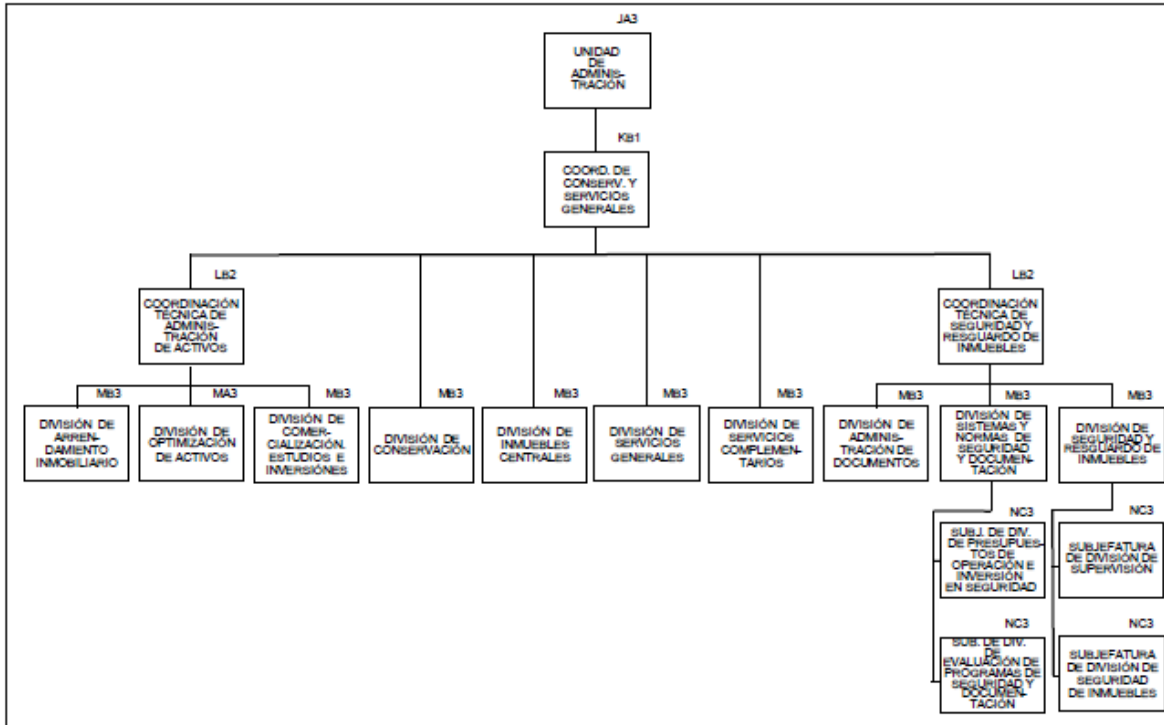 JA3
UNIDAD
DE
ADMINIS-
TRACIÓN
KB1
COORD. DE
CONSERV. Y
SERVICIOS
GENERALES
LB2
COORDINACIÓN
TÉCNICA DE
ADMINIS-
TRACIÓN
DE ACTIVOS
LB2
COORDINACIÓN
TÉCNICA DE
SEGURIDAD Y
RESGUARDO DE
INMUEBLES
MB3
DIVISIÓN DE
ARREN-
DAMIENTO
INMOBILIARIO
MA3
DIVISIÓN DE
OPTIMIZACIÓN
DE ACTIVOS
MB3
DIVISIÓN DE
COMER-
CIALIZACIÓN.
ESTUDIOS E
INVERSIÓNES
MB3
DIVISIÓN DE
CONSERVACIÓN
MB3
DIVISIÓN DE
INMUEBLES
CENTRALES
MB3
DIVISIÓN DE
SERVICIOS
GENERALES
MB3
DIVISIÓN DE
SERVICIOS
COMPLEMEN-
TARIOS
MB3
DIVISIÓN DE
ADMINIS-
TRACIÓN DE
DOCUMENTOS
MB3
DIVISIÓN DE
SISTEMAS Y
NORMAS DE
SEGURIDAD
Y DOCUMEN-
TACIÓN
MB3
DIVISIÓN DE
SEGURIDAD Y
RESGUARDO DE
INMUEBLES
NC3
SUBJ. DE DIV.
DE PRESUPUES-
TOS DE
OPERACIÓN E
INVERSIÓN
EN SEGURIDAD
NC3
SUBJEFATURA
DE DIVISIÓN DE
SUPERVISIÓN
NC3
SUB. DE DIV.
DE
EVALUACIÓN DE
PROGRAMAS DE
SEGURIDAD Y
DOCUMEN-
TACIÓN
NC3
SUBJEFATURA
DE DIVISIÓN DE
SEGURIDAD
DE INMUEBLES